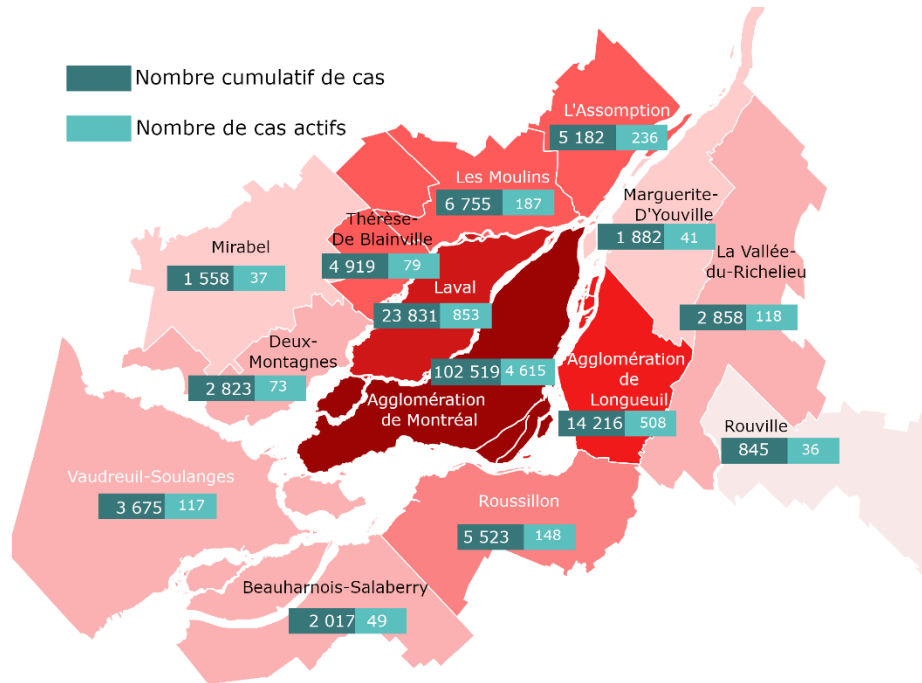 Nombre cumulatif de cas
Nombre de cas actifs
L'Assomption
5 182 236
Les Moulins
6 755 187
Marguerite-
D'Youville
1 882 41
Thérèse-
De Blainville
4 919 79
Mirabel
1 558 37
La Vallée-
du-Richelieu
2 858 118
Laval
23 831 853
Deux-
Montagnes
2 823 73
102 519 4 615
Agglomération
de Montréal
Agglomération
de
Longueuil
14 216 508
Rouville
845 36
Vaudreuil-Soulanges
3 675 117
Roussillon
5 523 148
Beauharnois-Salaberry
2 017 49